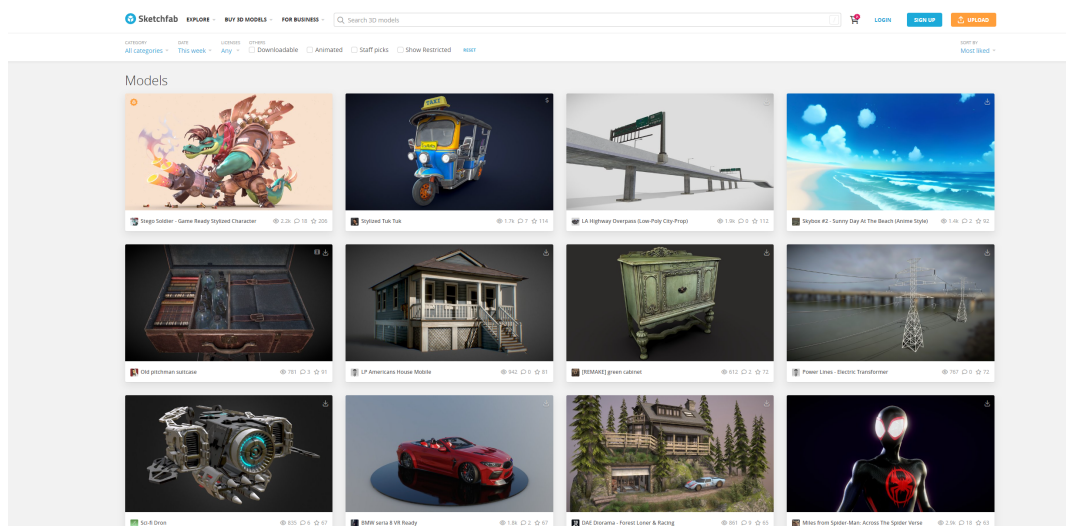 Sketchfab EXPLORE BUY 3D MODELS FOR BUSINESS Search 3D models LOGIN SIGN UP UPLOAD
CATEGORY DATE LICENSES OTHERS SORT BY
All categories This week Any Downloadable Animated Staff picks Show Restricted RESET Most liked
Models
TAXI
$
Stego Soldier - Game Ready Stylized Character 2.2k 18 208
Stylized Tuk Tuk 1.7k 7 114
LA Highway Overpass (Low-Poly City-Prop) 1.9k 0 112
Skybox #2 - Sunny Day At The Beach (Anime Style) 1.4k 2 92
Old pitchman suitcase 781 3 91
LP Americans House Mobile 942 0 81
[REMAKE] green cabinet 612 2 72
Power Lines - Electric Transformer 767 0 72
Sci-fi Dron 835 6 67
BMW seria 8 VR Ready 1.8k 2 67
DAE Diorama - Forest Loner & Racing 861 9 65
Miles from Spider-Man: Across The Spider Verse 2.9k 18 63